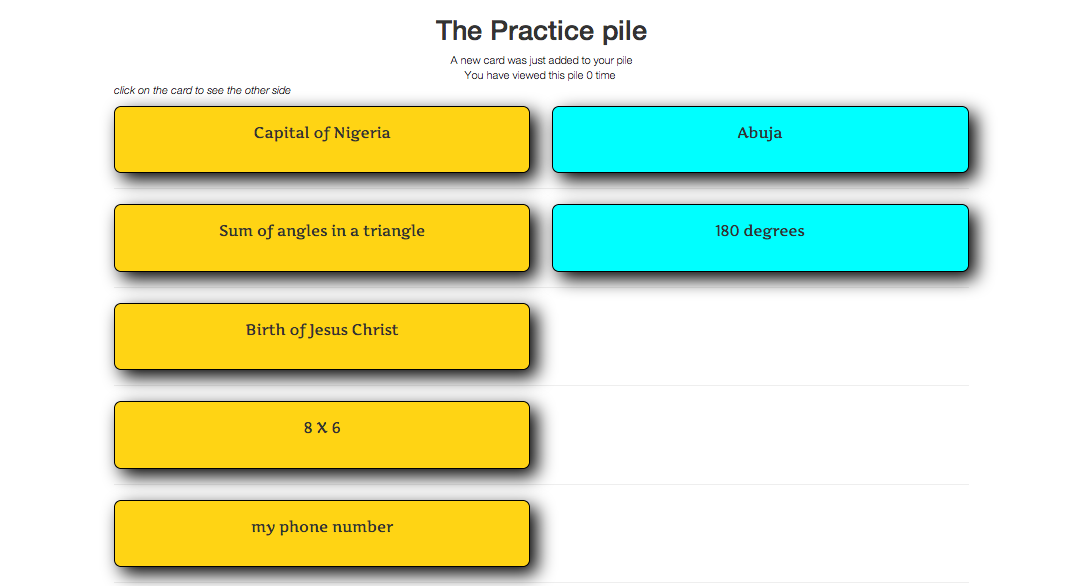 The Practice pile
A new card was just added to your pile
You have viewed this pile 0 time
click on the card to see the other side
Capital of Nigeria
Abuja
Sum of angles in a triangle
180 degrees
Birth of Jesus Christ
8 X 6
my phone number